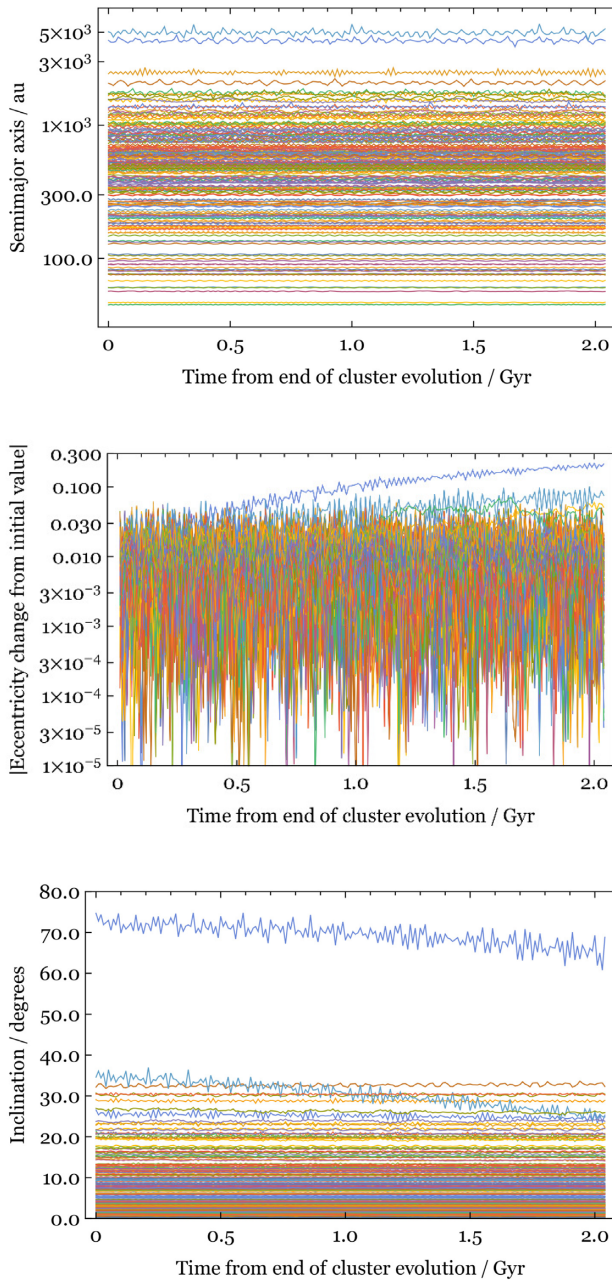 Semimajor axis / au
5×10³
3×10³
1×10³
300.0
100.0
0 0.5 1.0 1.5 2.0
Time from end of cluster evolution / Gyr
|Eccentricity change from initial value|
0.300
0.100
0.030
0.010
3×10⁻³
1×10⁻³
3×10⁻⁴
1×10⁻⁴
3×10⁻⁵
1×10⁻⁵
0 0.5 1.0 1.5 2.0
Time from end of cluster evolution / Gyr
Inclination / degrees
80.0
70.0
60.0
50.0
40.0
30.0
20.0
10.0
0.0
0 0.5 1.0 1.5 2.0
Time from end of cluster evolution / Gyr